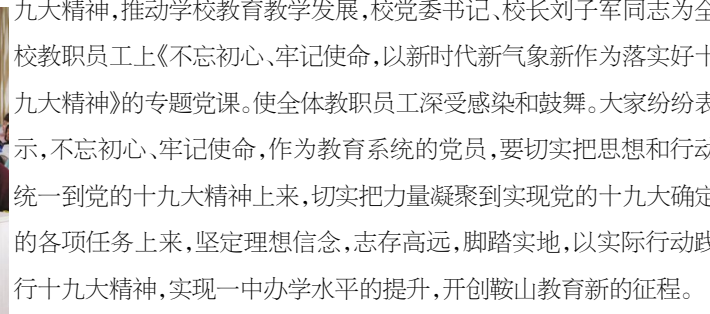 九大精神,推动学校教育教学发展,校党委书记、校长刘子军同志为全
校教职员工上《不忘初心、牢记使命,以新时代新气象新作为落实好十
九大精神》的专题党课。使全体教职员工深受感染和鼓舞。大家纷纷表
示,不忘初心、牢记使命,作为教育系统的党员,要切实把思想和行动
统一到党的十九大精神上来,切实把力量凝聚到实现党的十九大确定
的各项任务上来,坚定理想信念,志存高远,脚踏实地,以实际行动践
行十九大精神,实现一中办学水平的提升,开创鞍山教育新的征程。